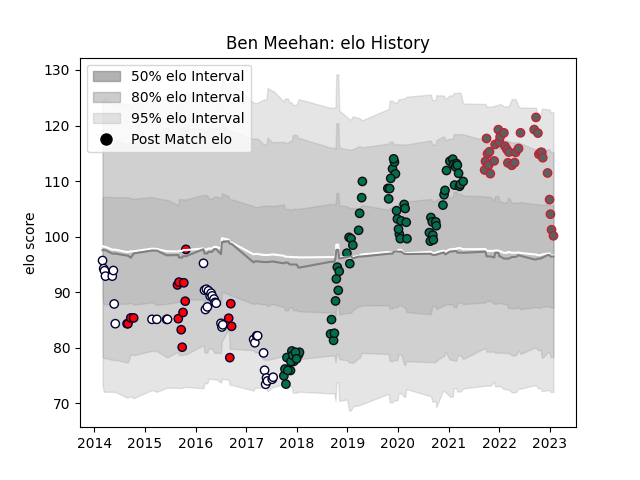 Ben Meehan: elo History
50% elo Interval
80% elo Interval
95% elo Interval
Post Match elo
elo score
130
120
110
100
90
80
70
2014 2015 2016 2017 2018 2019 2020 2021 2022 2023